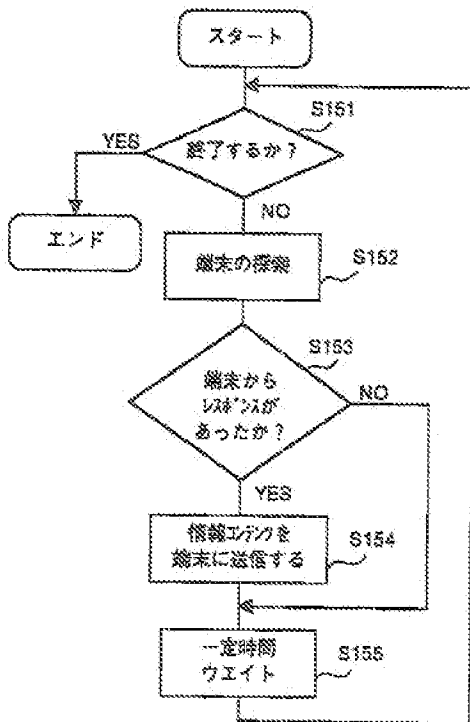 スタート
S151
終了するか?
YES
エンド
NO
端末の探索
S152
S153
端末から
レスポンスが
あったか?
NO
YES
情報コンテンツを
端末に送信する
S154
一定時間
ウエイト
S155